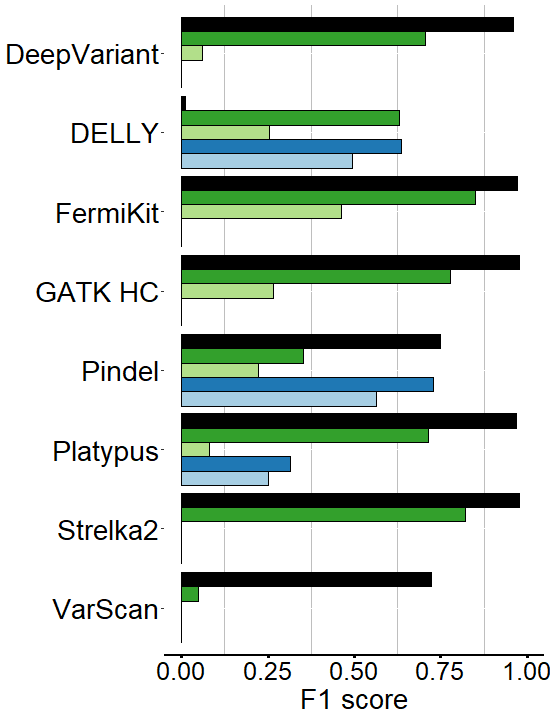 DeepVariant
DELLY
FermiKit
GATK HC
Pindel
Platypus
Strelka2
VarScan
0.00 0.25 0.50 0.75 1.00
F1 score